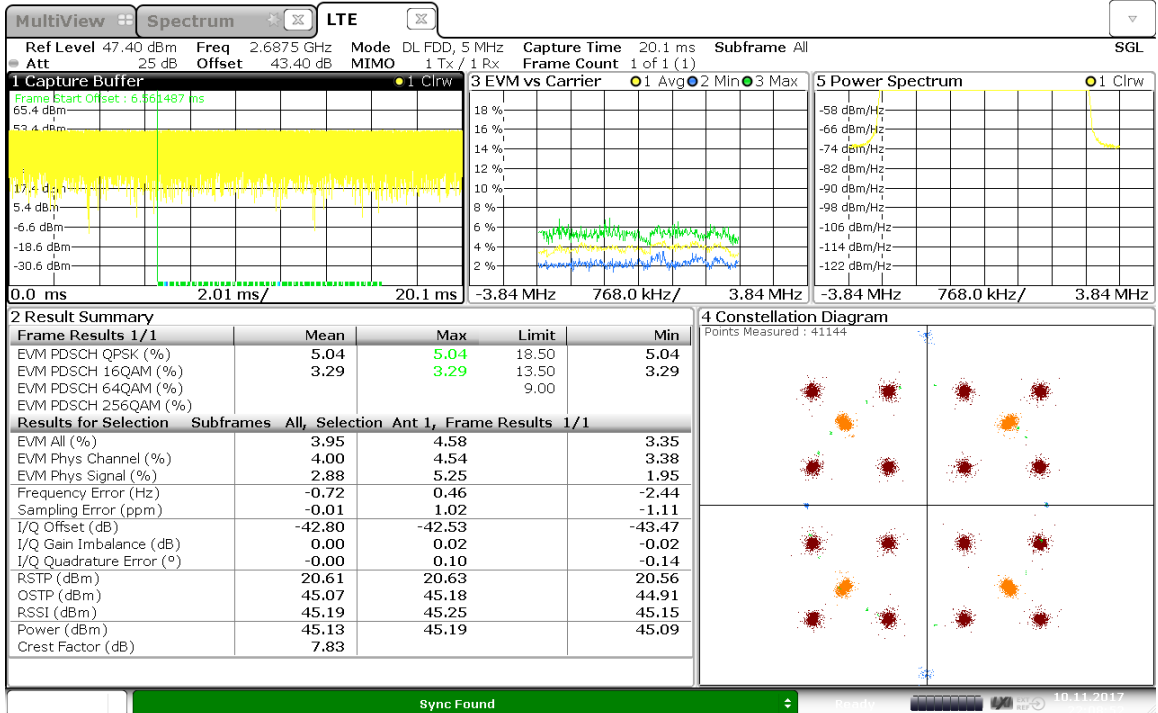 MultiView Spectrum LTE
Ref Level 47.40 dBm Freq 2.6875 GHz Mode DL FDD, 5 MHz Capture Time 20.1 ms Subframe All SGL
Att 25 dB Offset 43.40 dB MIMO 1 Tx / 1 Rx Frame Count 1 of 1 (1)
1 Capture Buffer 1 Clrw
Frame Start Offset : 6.561487 ms
65.4 dBm
53.4 dBm
17.4 dBm
5.4 dBm
-6.6 dBm
-18.6 dBm
-30.6 dBm
0.0 ms 2.01 ms/ 20.1 ms
3 EVM vs Carrier 1 Avg 2 Min 3 Max
18 %
16 %
14 %
12 %
10 %
8 %
6 %
4 %
2 %
-3.84 MHz 768.0 kHz/ 3.84 MHz
5 Power Spectrum 1 Clrw
-58 dBm/Hz
-66 dBm/Hz
-74 dBm/Hz
-82 dBm/Hz
-90 dBm/Hz
-98 dBm/Hz
-106 dBm/Hz
-114 dBm/Hz
-122 dBm/Hz
-3.84 MHz 768.0 kHz/ 3.84 MHz
2 Result Summary
Frame Results 1/1 Mean Max Limit Min
EVM PDSCH QPSK (%) 5.04 5.04 18.50 5.04
EVM PDSCH 16QAM (%) 3.29 3.29 13.50 3.29
EVM PDSCH 64QAM (%) 9.00
EVM PDSCH 256QAM (%)
Results for Selection Subframes All, Selection Ant 1, Frame Results 1/1
EVM All (%) 3.95 4.58 3.35
EVM Phys Channel (%) 4.00 4.54 3.38
EVM Phys Signal (%) 2.88 5.25 1.95
Frequency Error (Hz) -0.72 0.46 -2.44
Sampling Error (ppm) -0.01 1.02 -1.11
I/Q Offset (dB) -42.80 -42.53 -43.47
I/Q Gain Imbalance (dB) 0.00 0.02 -0.02
I/Q Quadrature Error (°) -0.00 0.10 -0.14
RSTP (dBm) 20.61 20.63 20.56
OSTP (dBm) 45.07 45.18 44.91
RSSI (dBm) 45.19 45.25 45.15
Power (dBm) 45.13 45.19 45.09
Crest Factor (dB) 7.83
4 Constellation Diagram
Points Measured : 41144
Sync Found
Ready
LXI
EXT
REF
10.11.2017